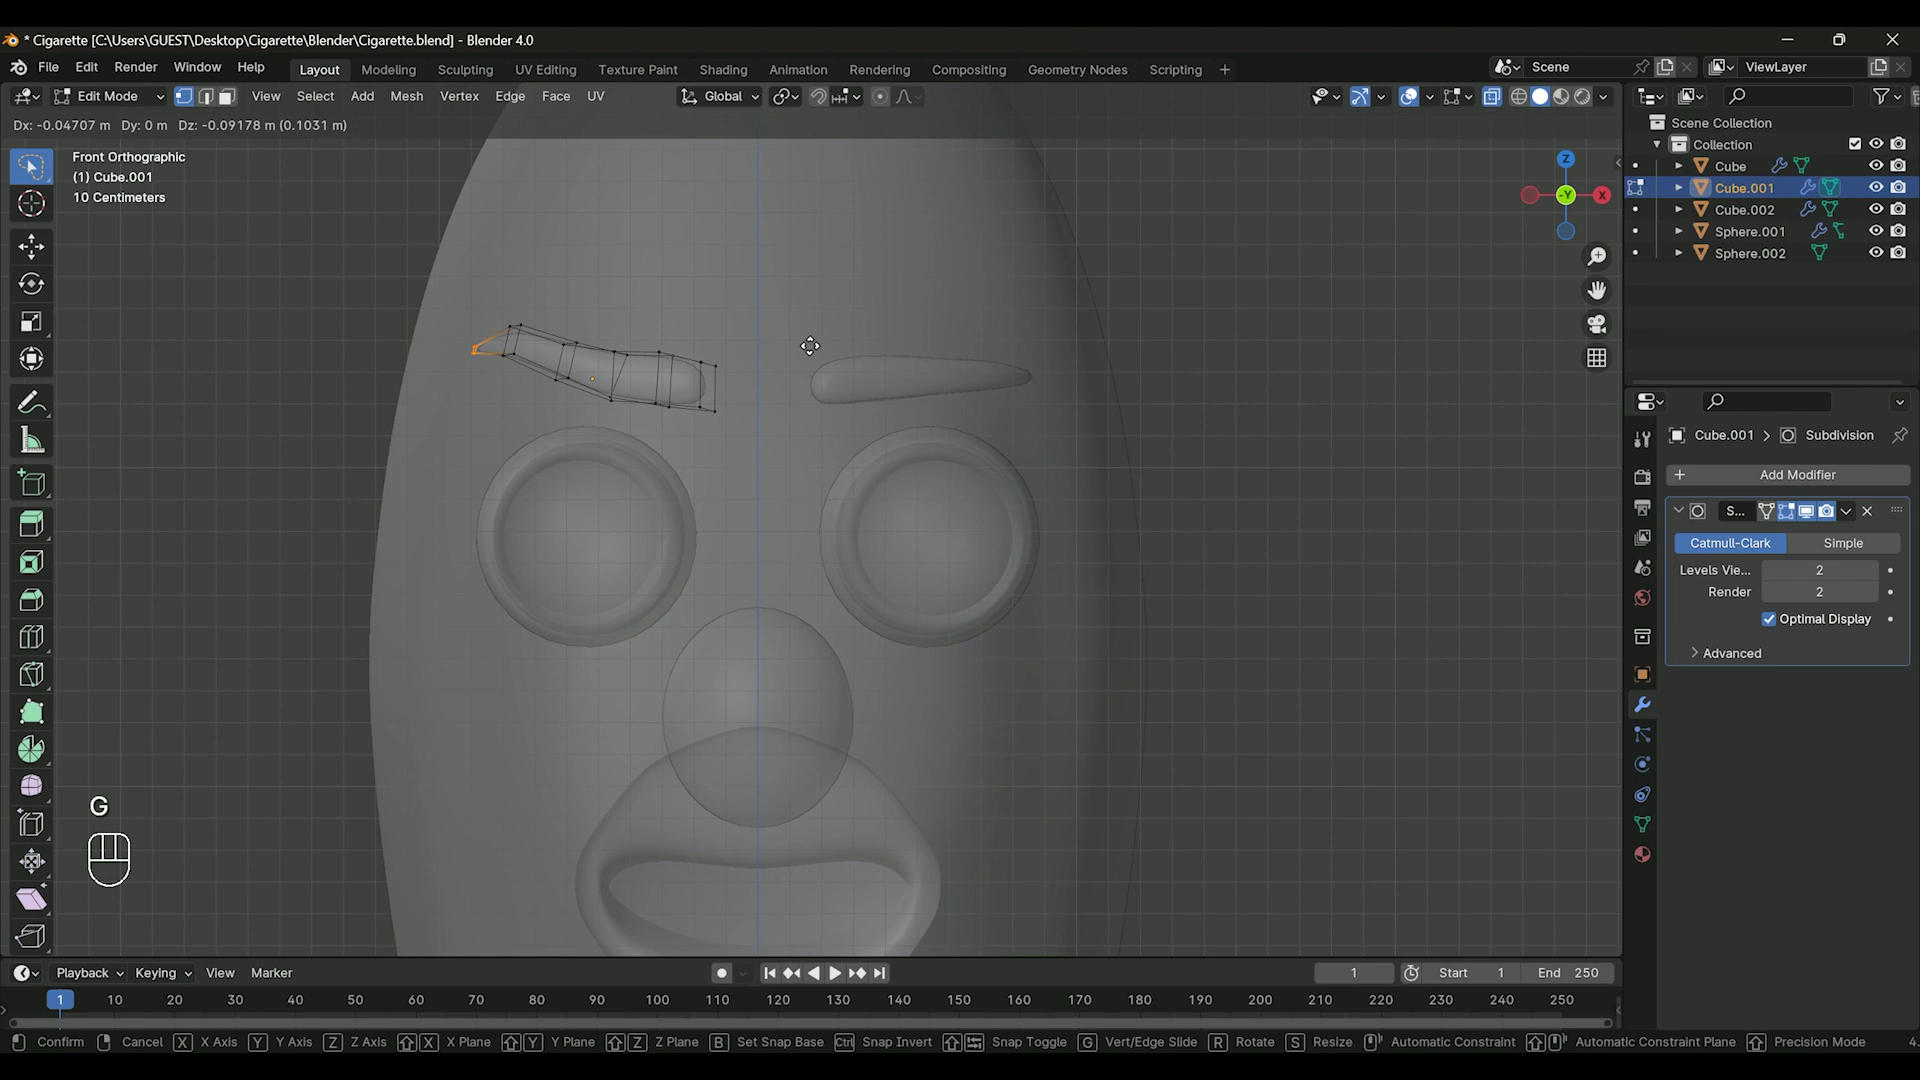 * Cigarette [C:\Users\GUEST\Desktop\Cigarette\Blender\Cigarette.blend] - Blender 4.0
File Edit Render Window Help Layout Modeling Sculpting UV Editing Texture Paint Shading Animation Rendering Compositing Geometry Nodes Scripting + Scene ViewLayer
Edit Mode View Select Add Mesh Vertex Edge Face UV Global
Dx: -0.04707 m Dy: 0 m Dz: -0.09178 m (0.1031 m)
Front Orthographic
(1) Cube.001
10 Centimeters
Z
-Y
X
Scene Collection
Collection
Cube
Cube.001
Cube.002
Sphere.001
Sphere.002
Cube.001 > Subdivision
+ Add Modifier
S...
Catmull-Clark Simple
Levels Vie... 2
Render 2
Optimal Display
Advanced
G
Playback Keying View Marker 1 Start 1 End 250
1 10 20 30 40 50 60 70 80 90 100 110 120 130 140 150 160 170 180 190 200 210 220 230 240 250
Confirm Cancel X X Axis Y Y Axis Z Z Axis X X Plane Y Y Plane Z Z Plane B Set Snap Base Ctrl Snap Invert Snap Toggle G Vert/Edge Slide R Rotate S Resize Automatic Constraint Automatic Constraint Plane Precision Mode 4.